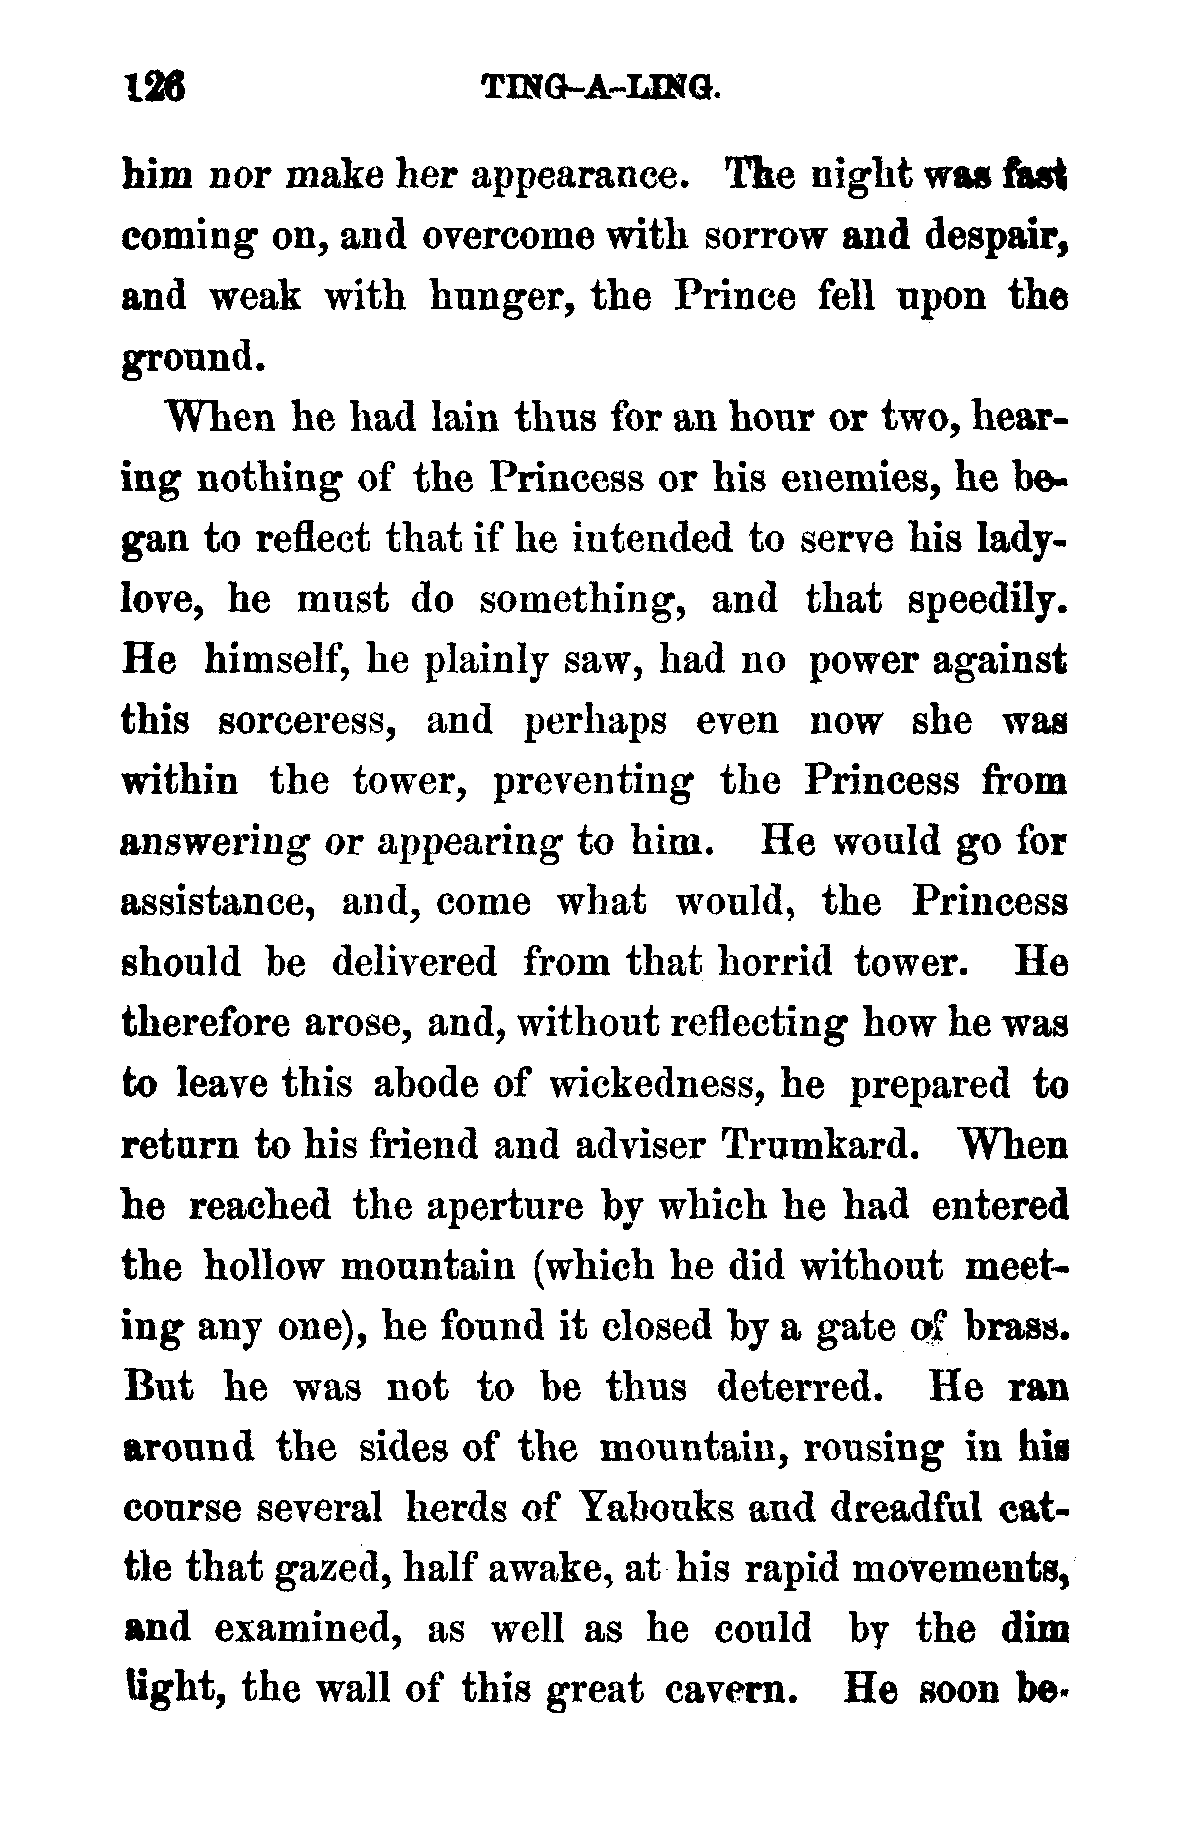 126 TING-A-LING.
him nor make her appearance. The night was fast
coming on, and overcome with sorrow and despair,
and weak with hunger, the Prince fell upon the
ground.
When he had lain thus for an hour or two, hear-
ing nothing of the Princess or his enemies, he be-
gan to reflect that if he intended to serve his lady-
love, he must do something, and that speedily.
He himself, he plainly saw, had no power against
this sorceress, and perhaps even now she was
within the tower, preventing the Princess from
answering or appearing to him. He would go for
assistance, and, come what would, the Princess
should be delivered from that horrid tower. He
therefore arose, and, without reflecting how he was
to leave this abode of wickedness, he prepared to
return to his friend and adviser Trumkard. When
he reached the aperture by which he had entered
the hollow mountain (which he did without meet-
ing any one), he found it closed by a gate of brass.
But he was not to be thus deterred. He ran
around the sides of the mountain, rousing in his
course several herds of Yabouks and dreadful cat-
tle that gazed, half awake, at his rapid movements,
and examined, as well as he could by the dim
light, the wall of this great cavern. He soon be-